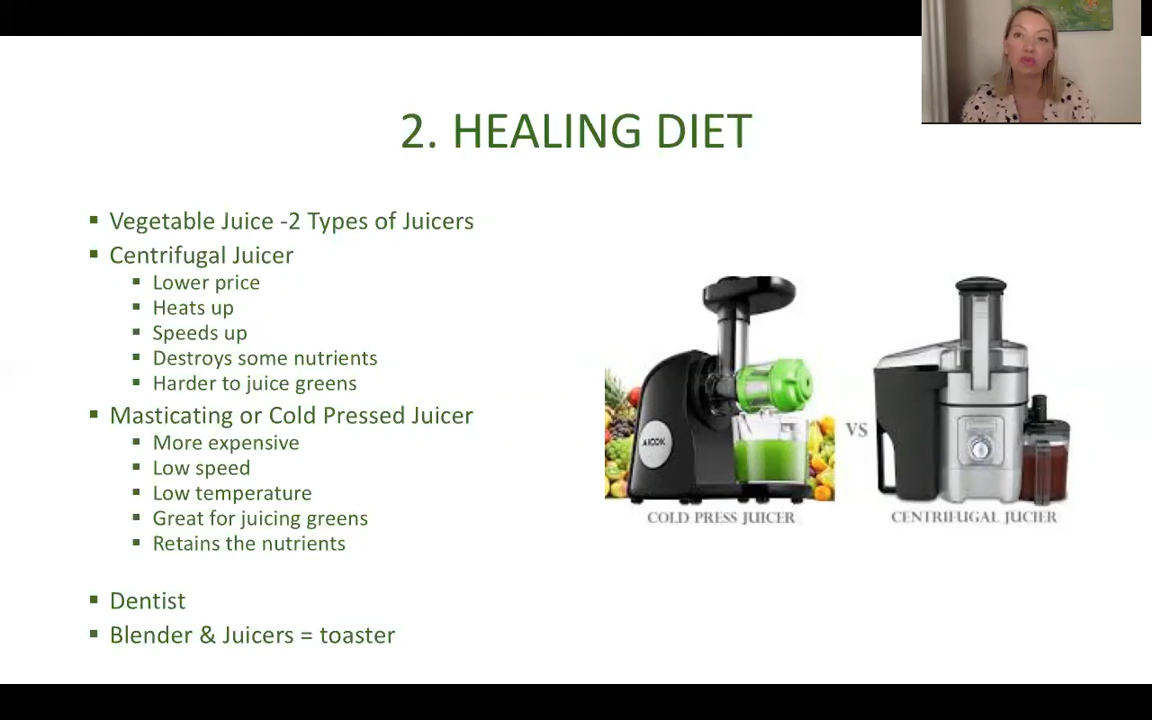 2. HEALING DIET
▪ Vegetable Juice -2 Types of Juicers
▪ Centrifugal Juicer
▪ Lower price
▪ Heats up
▪ Speeds up
▪ Destroys some nutrients
▪ Harder to juice greens
▪ Masticating or Cold Pressed Juicer
▪ More expensive
▪ Low speed
▪ Low temperature
▪ Great for juicing greens
▪ Retains the nutrients
▪ Dentist
▪ Blender & Juicers = toaster
AICOK
VS
COLD PRESS JUICER
CENTRIFUGAL JUCIER